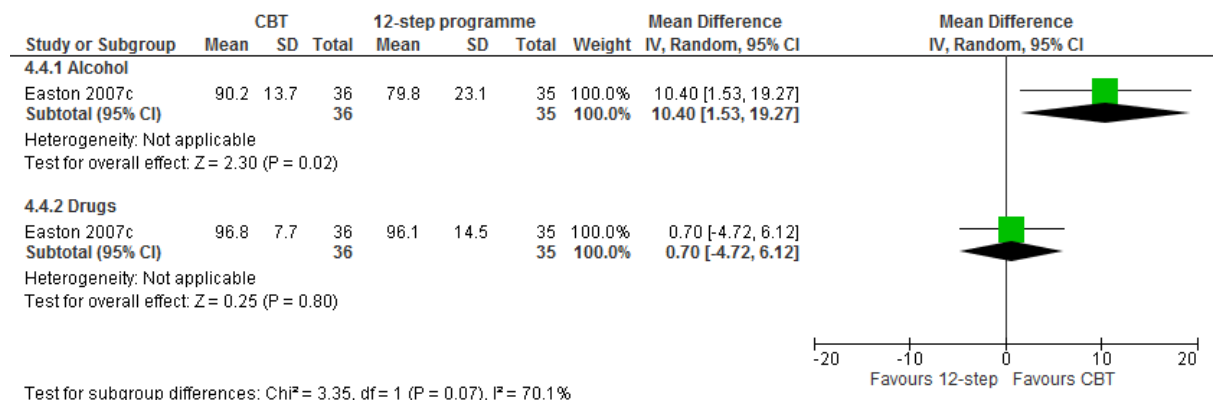 CBT 12-step programme Mean Difference Mean Difference
Study or Subgroup Mean SD Total Mean SD Total Weight IV, Random, 95% CI IV, Random, 95% CI
4.4.1 Alcohol
Easton 2007c 90.2 13.7 36 79.8 23.1 35 100.0% 10.40 [1.53, 19.27]
Subtotal (95% CI) 36 35 100.0% 10.40 [1.53, 19.27]
Heterogeneity: Not applicable
Test for overall effect: Z = 2.30 (P = 0.02)
4.4.2 Drugs
Easton 2007c 96.8 7.7 36 96.1 14.5 35 100.0% 0.70 [-4.72, 6.12]
Subtotal (95% CI) 36 35 100.0% 0.70 [-4.72, 6.12]
Heterogeneity: Not applicable
Test for overall effect: Z = 0.25 (P = 0.80)
-20 -10 0 10 20
Favours 12-step Favours CBT
Test for subgroup differences: Chi² = 3.35, df = 1 (P = 0.07), I² = 70.1%